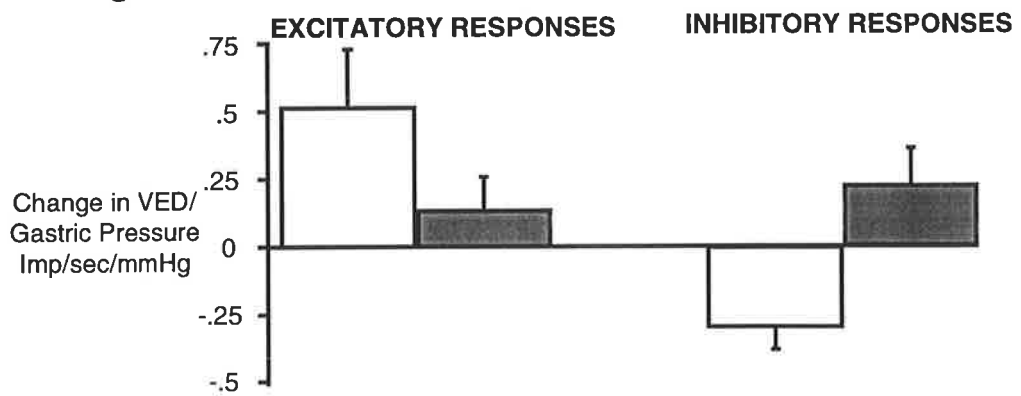 EXCITATORY RESPONSES
INHIBITORY RESPONSES
.75
.5
.25
Change in VED/
Gastric Pressure
Imp/sec/mmHg
0
-.25
-.5